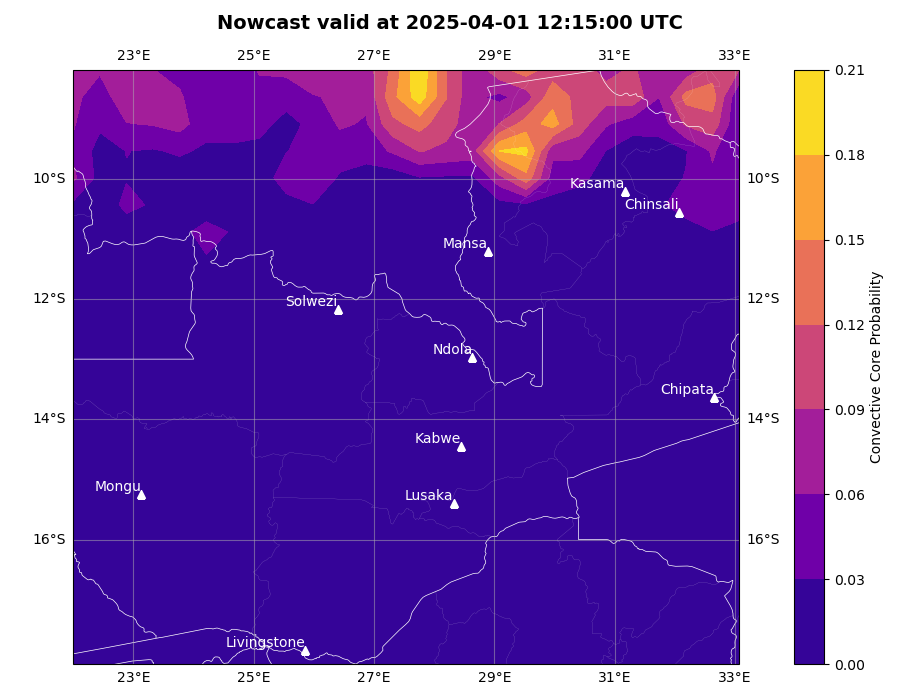 Nowcast valid at 2025-04-01 12:15:00 UTC
23°E 25°E 27°E 29°E 31°E 33°E
10°S 10°S
12°S 12°S
14°S 14°S
16°S 16°S
Kasama
Chinsali
Mansa
Solwezi
Ndola
Chipata
Kabwe
Mongu
Lusaka
Livingstone
23°E 25°E 27°E 29°E 31°E 33°E
0.21
0.18
0.15
0.12
0.09
0.06
0.03
0.00
Convective Core Probability